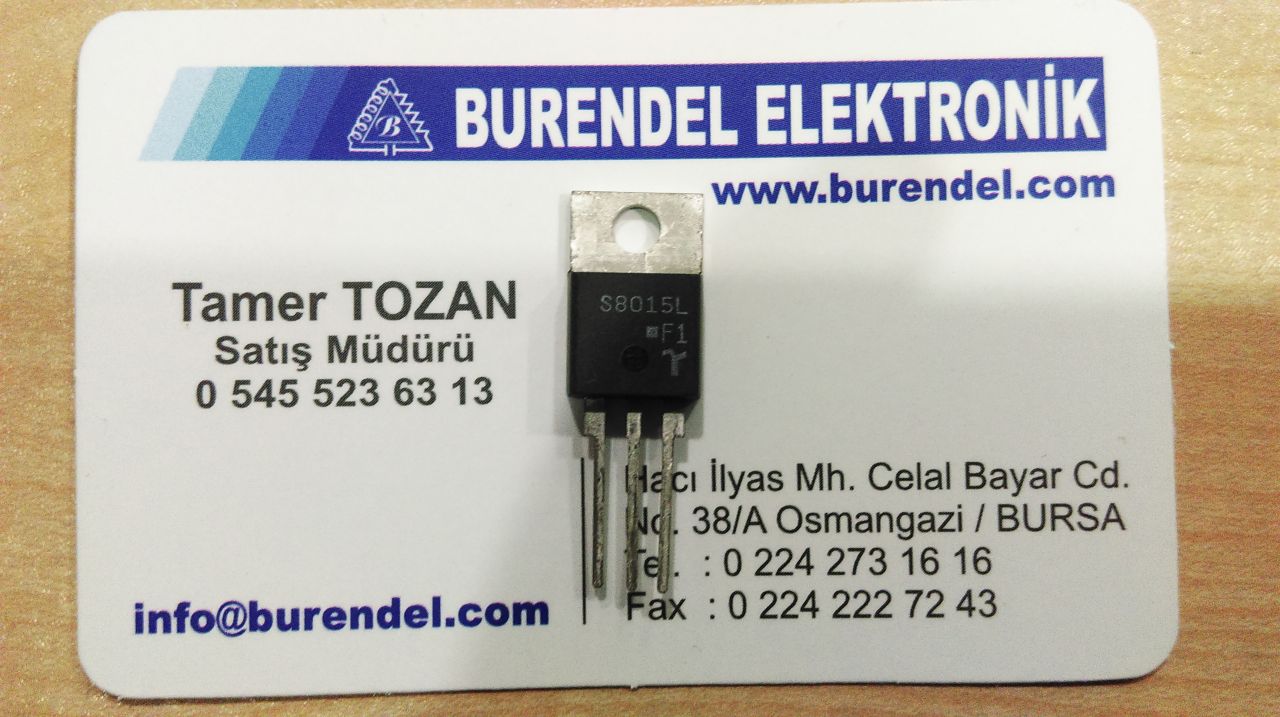 B
BURENDEL ELEKTRONİK
www.burendel.com
Tamer TOZAN
Satış Müdürü
0 545 523 63 13
S8015L
F1
Hacı İlyas Mh. Celal Bayar Cd.
No. 38/A Osmangazi / BURSA
Tel. : 0 224 273 16 16
Fax : 0 224 222 72 43
info@burendel.com